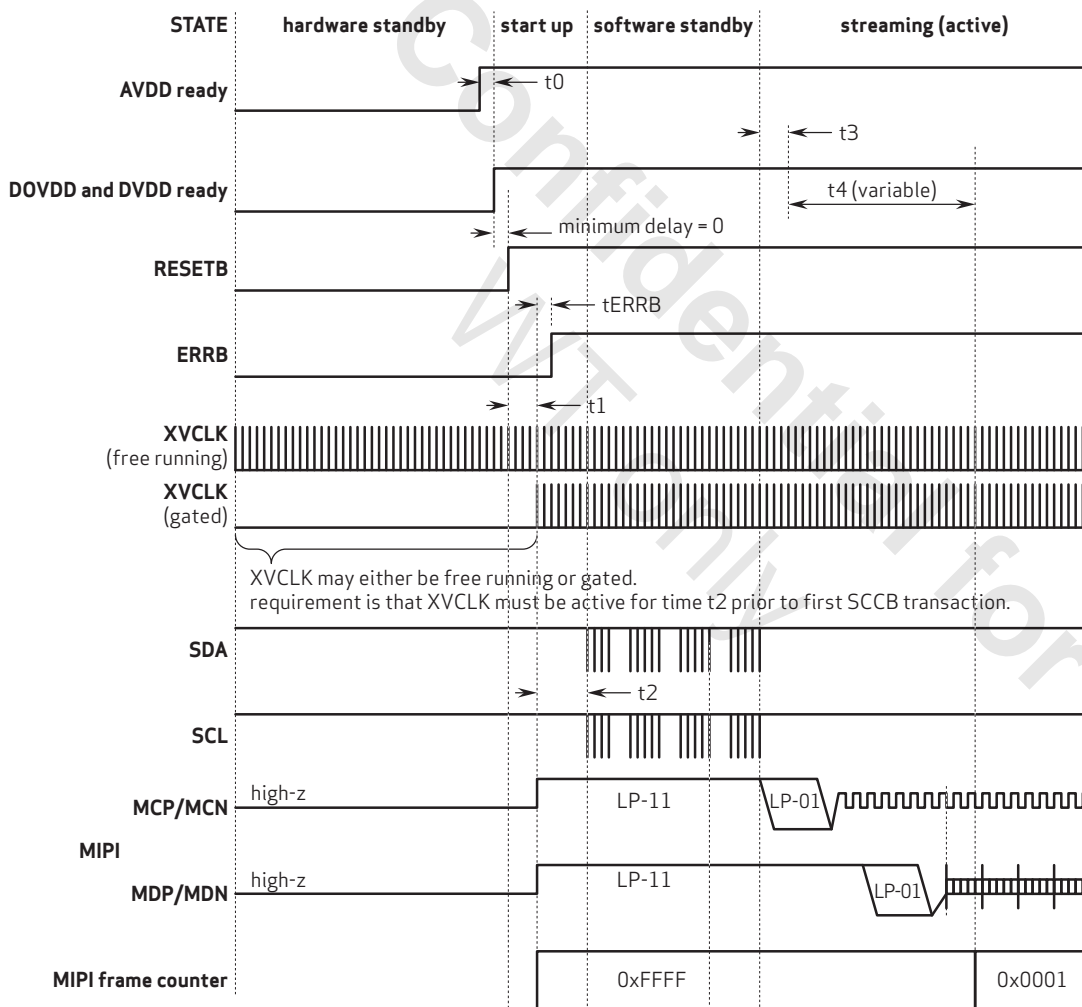 STATE hardware standby start up software standby streaming (active)
AVDD ready
t0
t3
DOVDD and DVDD ready
t4 (variable)
minimum delay = 0
RESETB
tERRB
ERRB
t1
XVCLK
(free running)
XVCLK
(gated)
XVCLK may either be free running or gated.
requirement is that XVCLK must be active for time t2 prior to first SCCB transaction.
SDA
t2
SCL
high-z
MCP/MCN LP-11 LP-01
MIPI
high-z
MDP/MDN LP-11 LP-01
MIPI frame counter 0xFFFF 0x0001
Confidential for
WT only